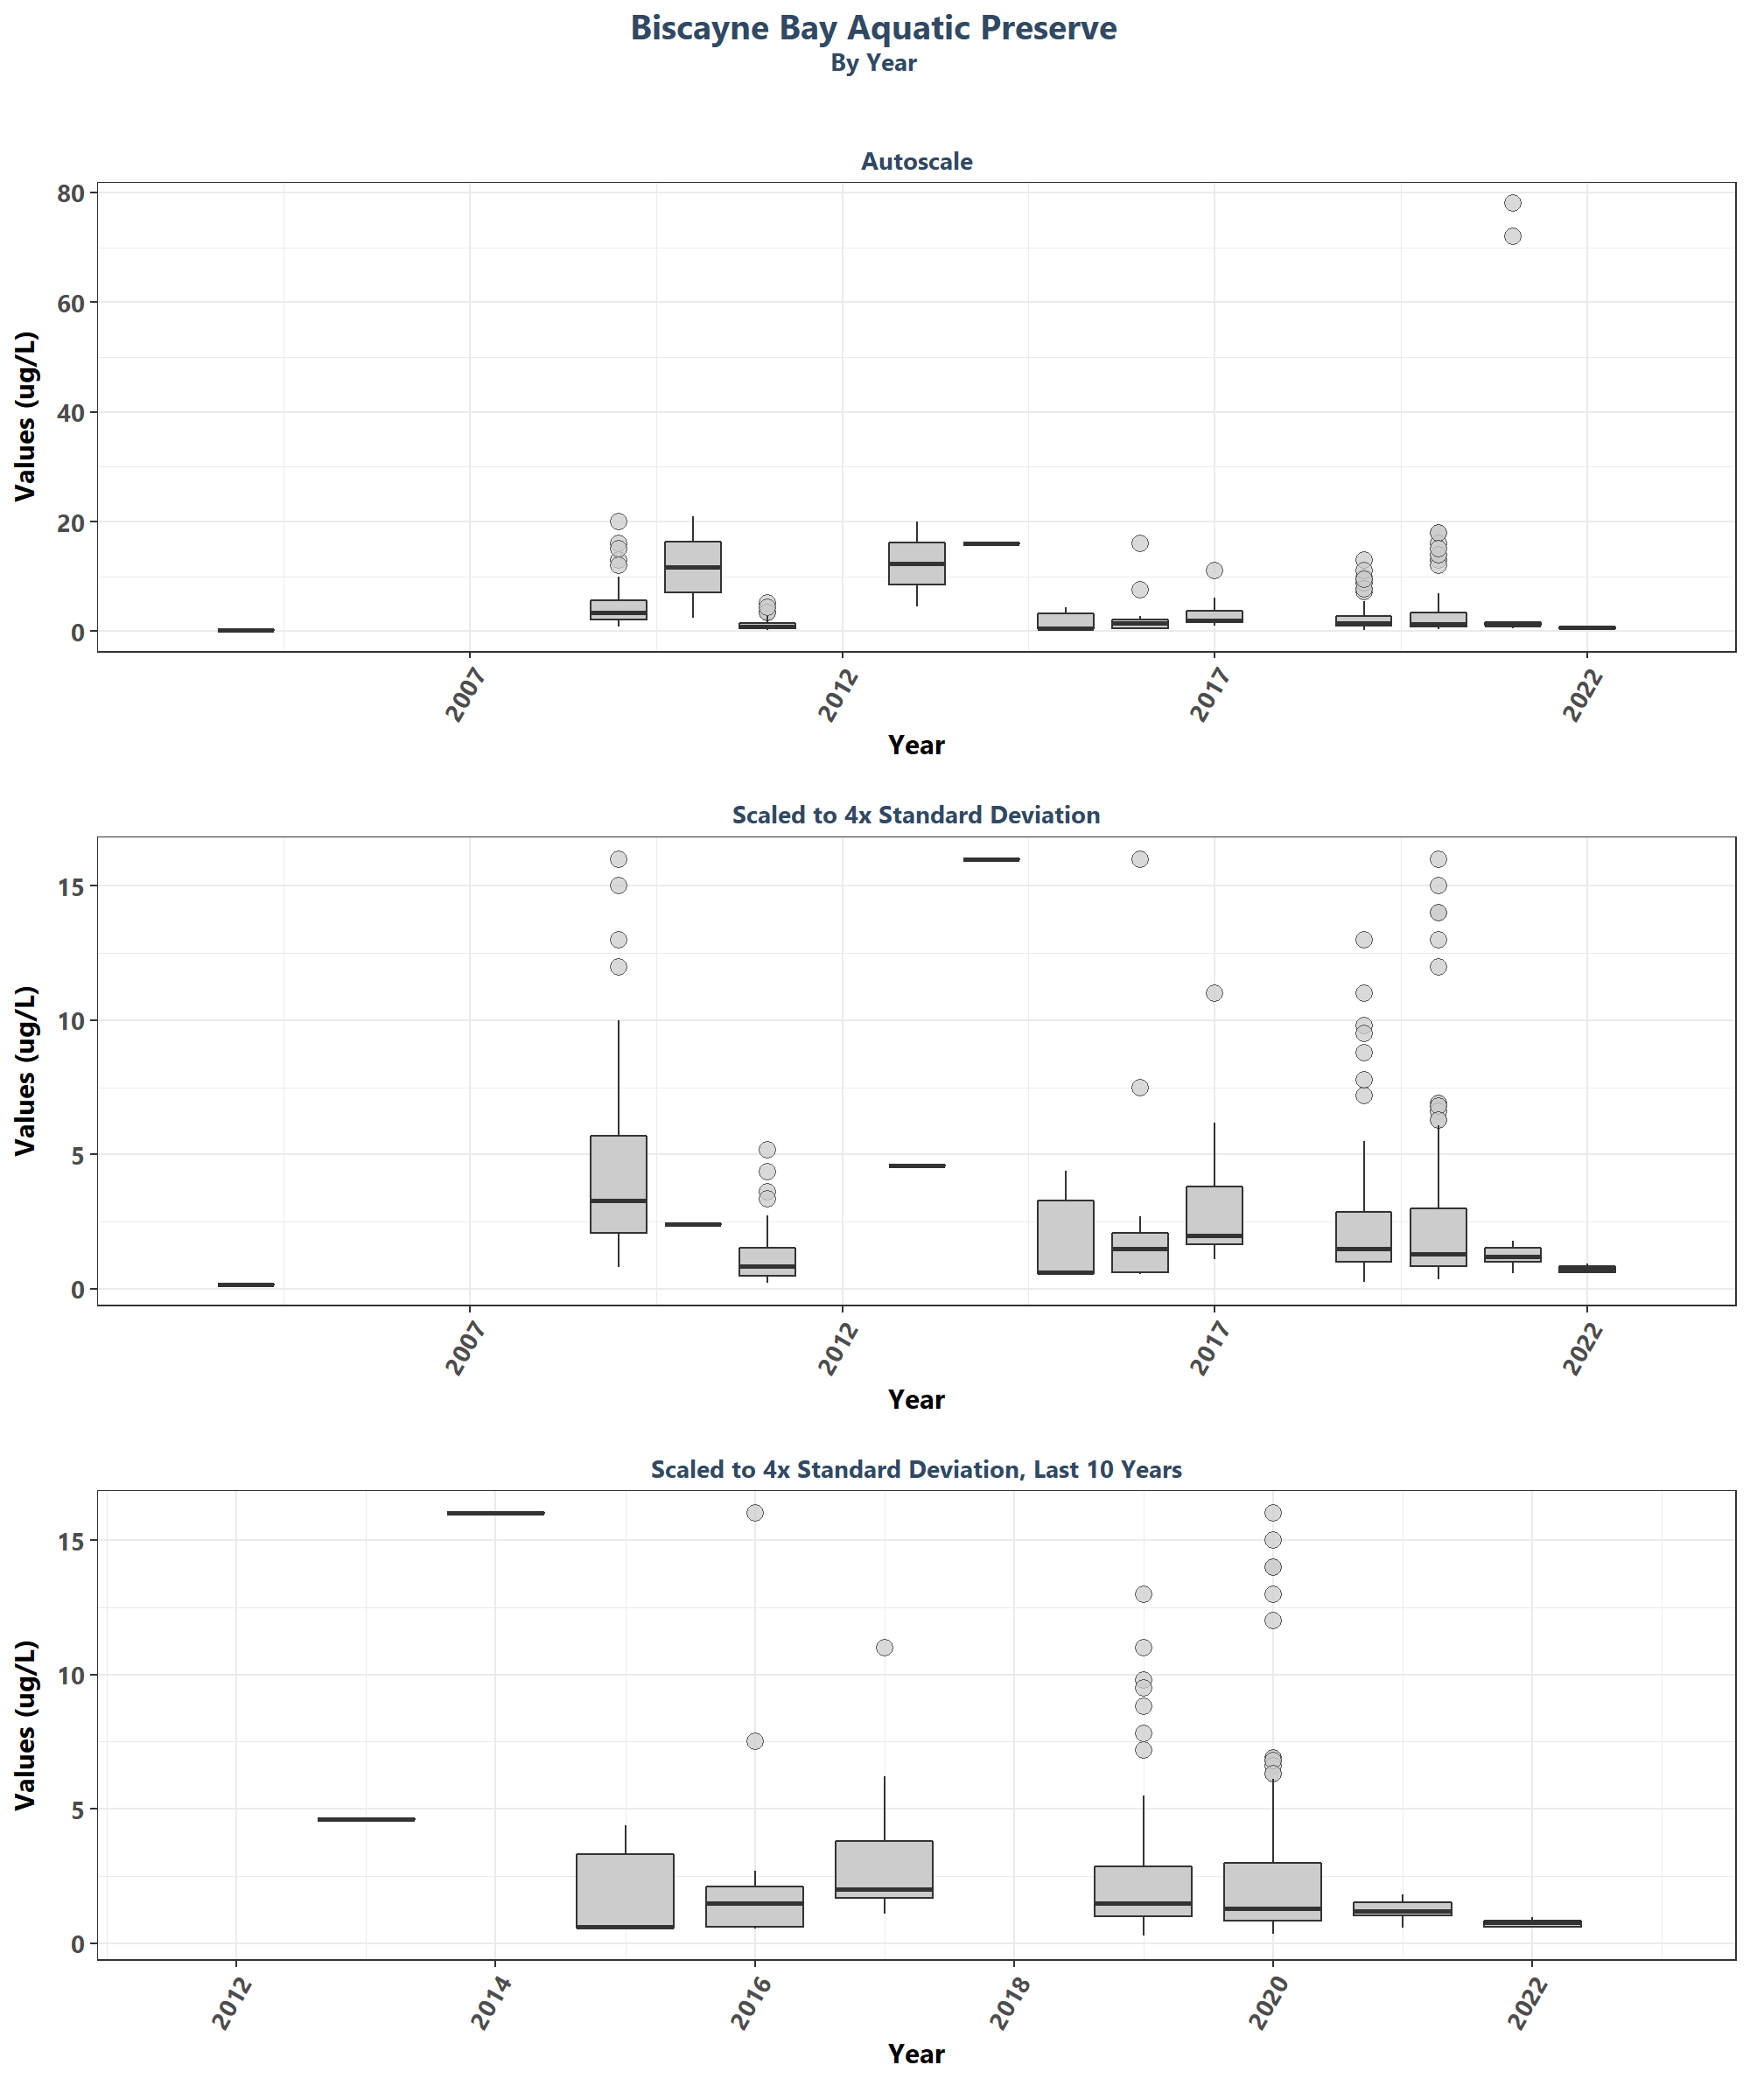 Biscayne Bay Aquatic Preserve
By Year
Autoscale
Values (ug/L)
80
60
40
20
0
2007
2012
2017
2022
Year
Scaled to 4x Standard Deviation
Values (ug/L)
15
10
5
0
2007
2012
2017
2022
Year
Scaled to 4x Standard Deviation, Last 10 Years
Values (ug/L)
15
10
5
0
2012
2014
2016
2018
2020
2022
Year